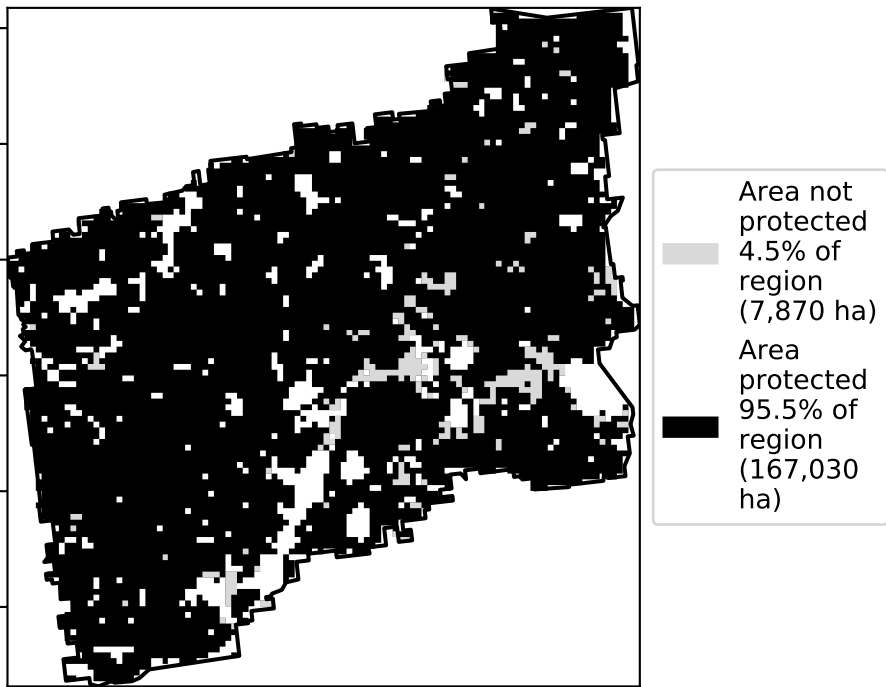 Area not
protected
4.5% of
region
(7,870 ha)
Area
protected
95.5% of
region
(167,030
ha)